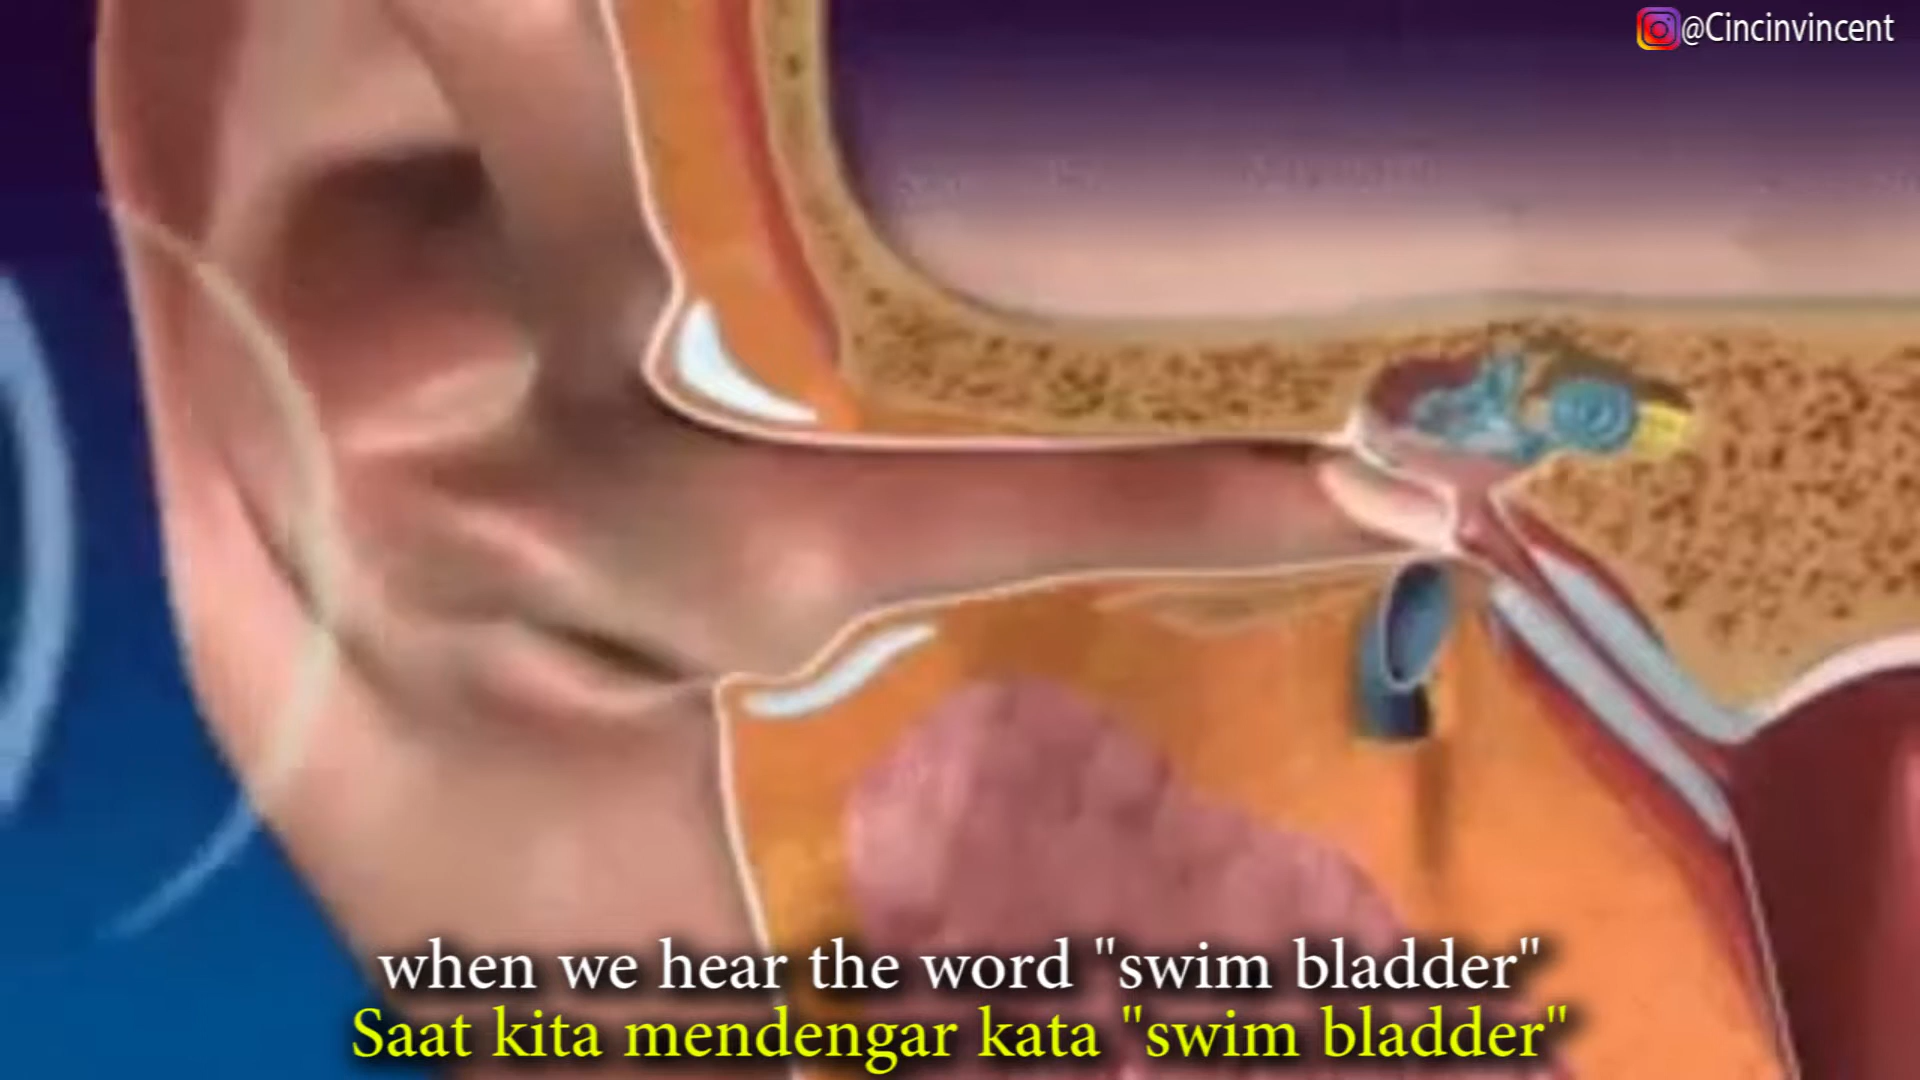 @Cincinvincent
when we hear the word "swim bladder"
Saat kita mendengar kata "swim bladder"